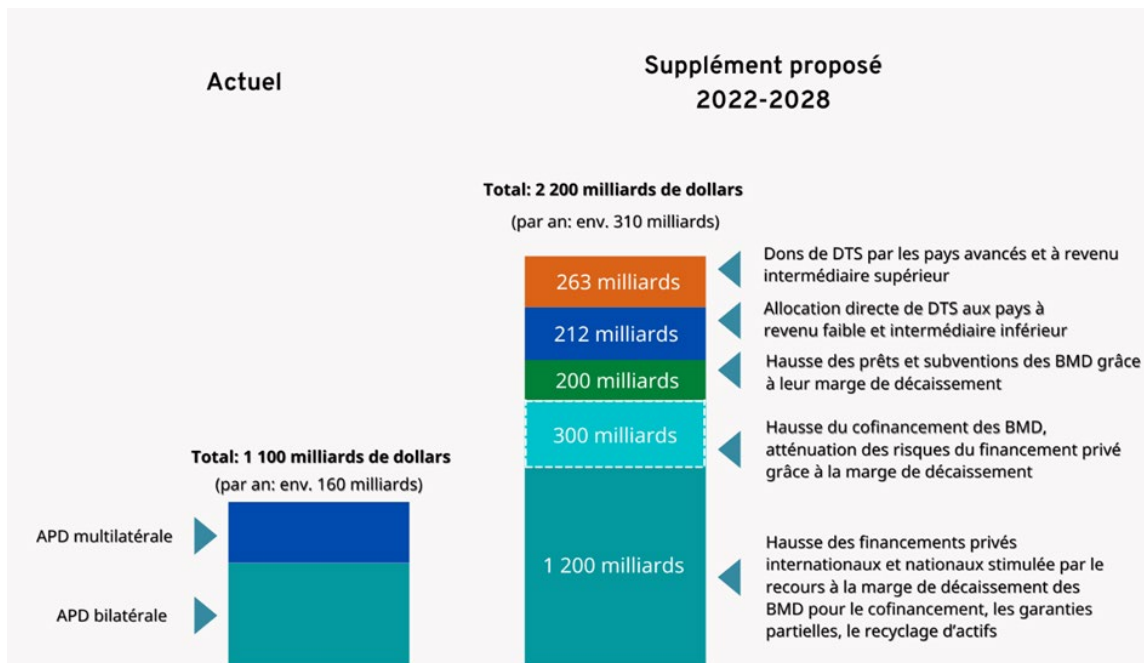 Actuel
Supplément proposé
2022-2028
Total: 2 200 milliards de dollars
(par an: env. 310 milliards)
263 milliards
Dons de DTS par les pays avancés et à revenu
intermédiaire supérieur
212 milliards
Allocation directe de DTS aux pays à
revenu faible et intermédiaire inférieur
200 milliards
Hausse des prêts et subventions des BMD grâce
à leur marge de décaissement
300 milliards
Hausse du cofinancement des BMD,
atténuation des risques du financement privé
grâce à la marge de décaissement
Total: 1 100 milliards de dollars
(par an: env. 160 milliards)
APD multilatérale
APD bilatérale
1 200 milliards
Hausse des financements privés
internationaux et nationaux stimulée par le
recours à la marge de décaissement des
BMD pour le cofinancement, les garanties
partielles, le recyclage d’actifs